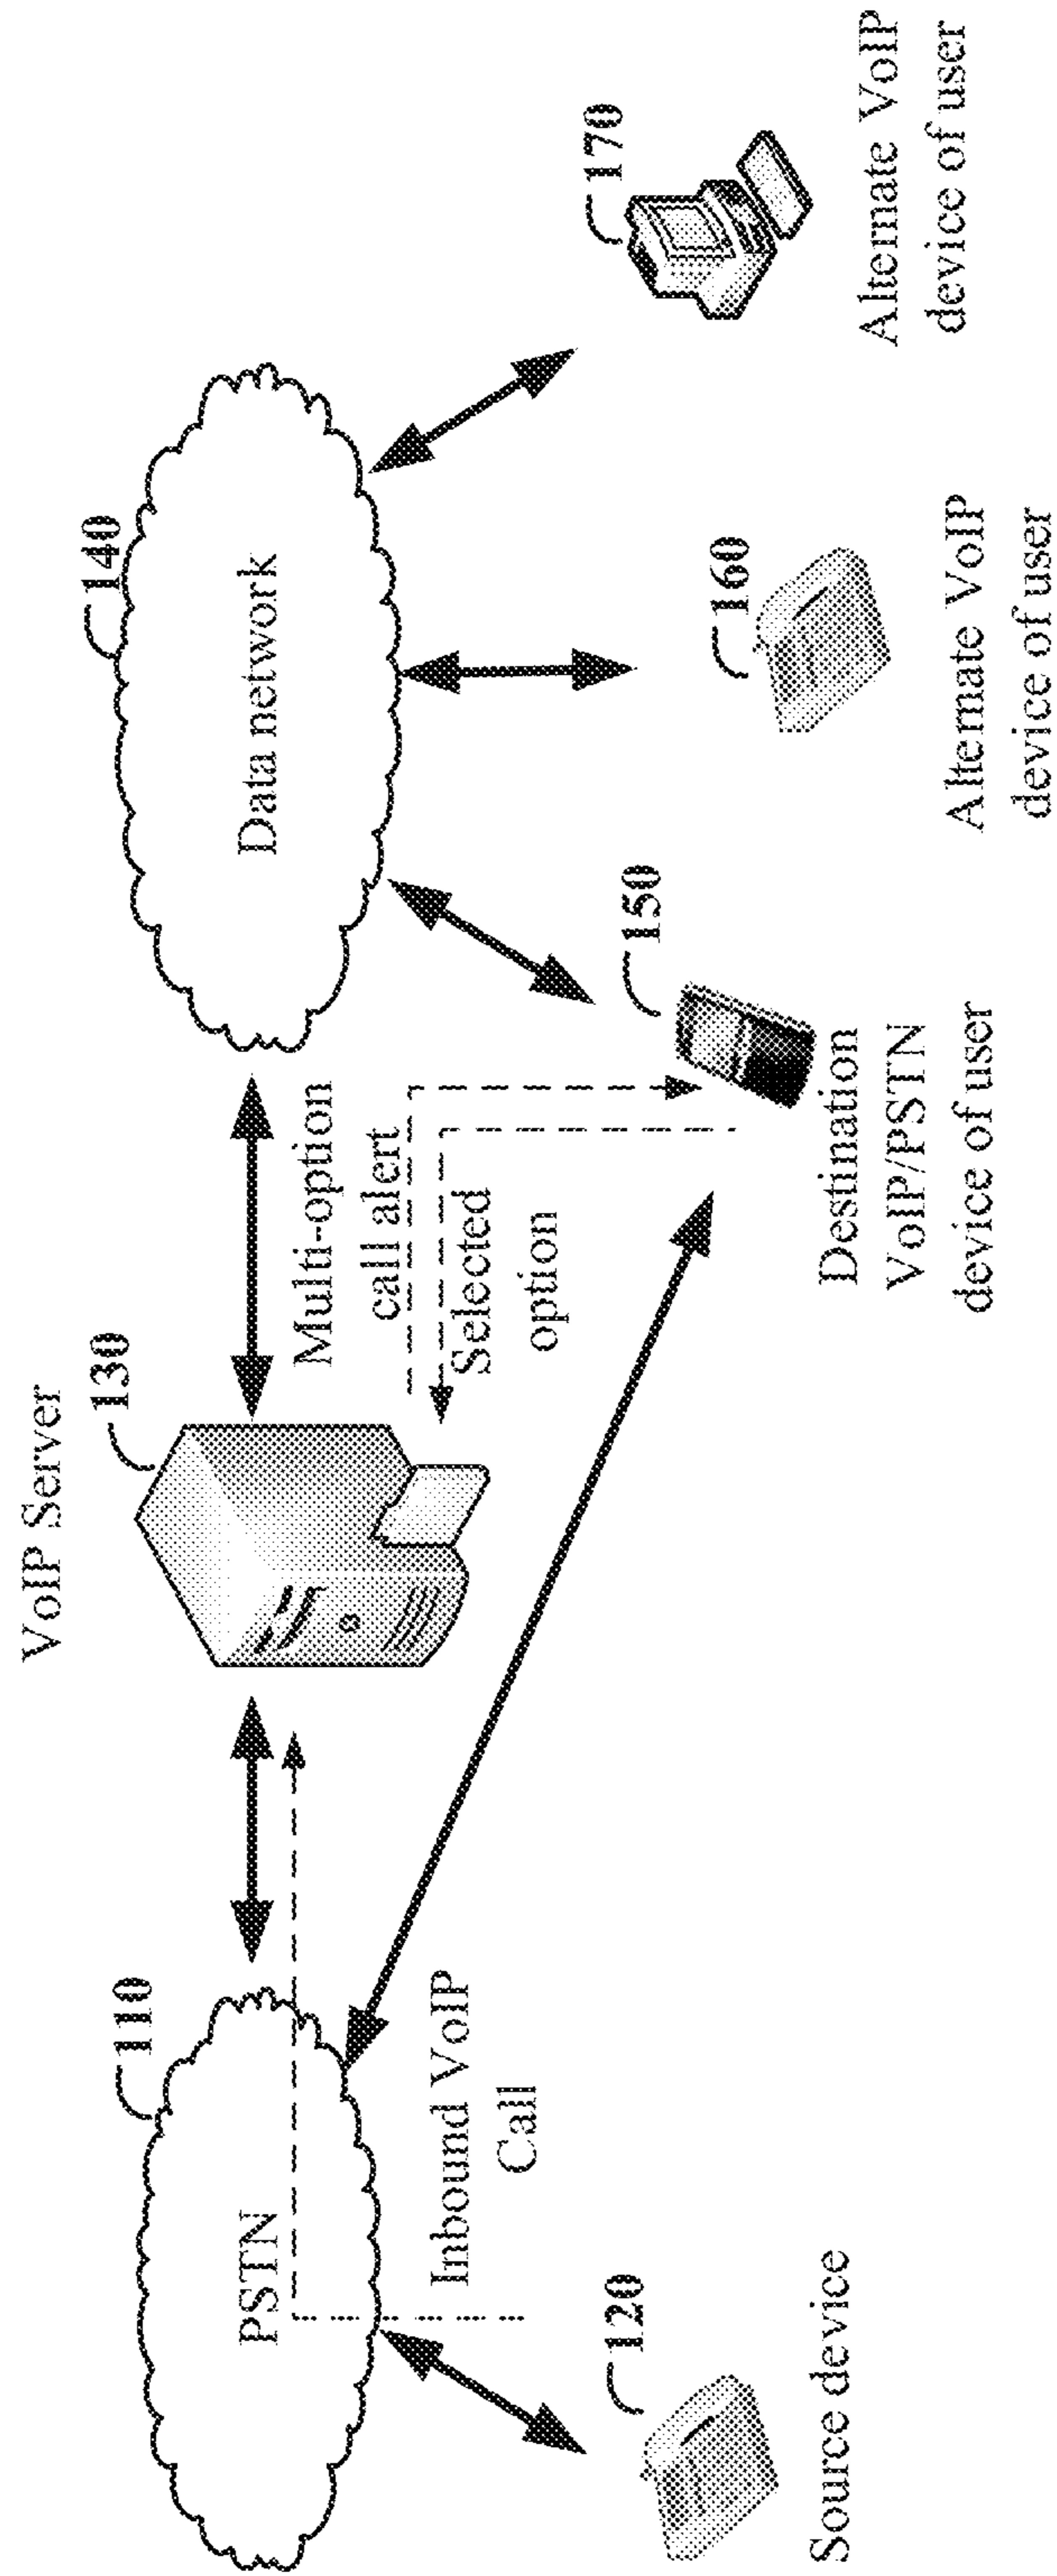 VoIP Server
130
140
110
PSTN
Data network
Multi-option
call alert
Selected
option
Inbound VoIP
Call
120
150
160
170
Source device
Destination
VoIP/PSTN
device of user
Alternate VoIP
device of user
Alternate VoIP
device of user